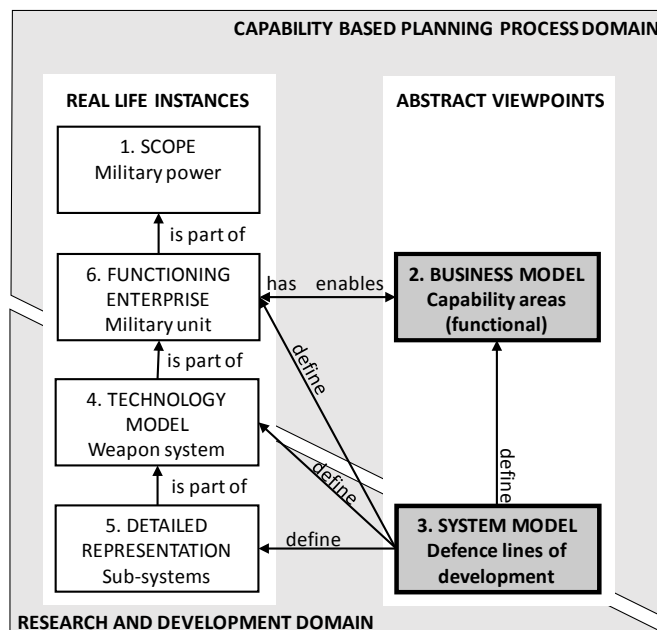 CAPABILITY BASED PLANNING PROCESS DOMAIN
REAL LIFE INSTANCES
ABSTRACT VIEWPOINTS
1. SCOPE
Military power
is part of
6. FUNCTIONING
ENTERPRISE
Military unit
has enables
2. BUSINESS MODEL
Capability areas
(functional)
is part of
define
4. TECHNOLOGY
MODEL
Weapon system
define
define
is part of
5. DETAILED
REPRESENTATION
Sub-systems
define
3. SYSTEM MODEL
Defence lines of
development
RESEARCH AND DEVELOPMENT DOMAIN